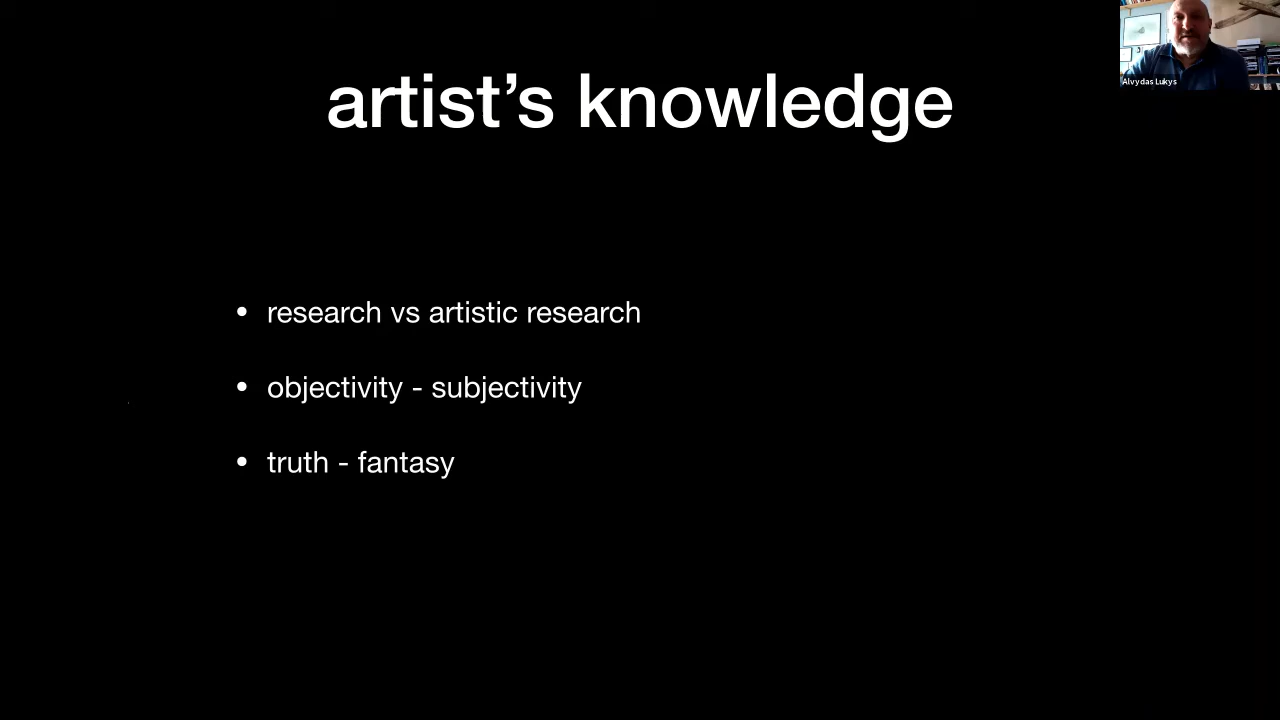 Alvydas Lukys
artist’s knowledge
• research vs artistic research
• objectivity - subjectivity
• truth - fantasy